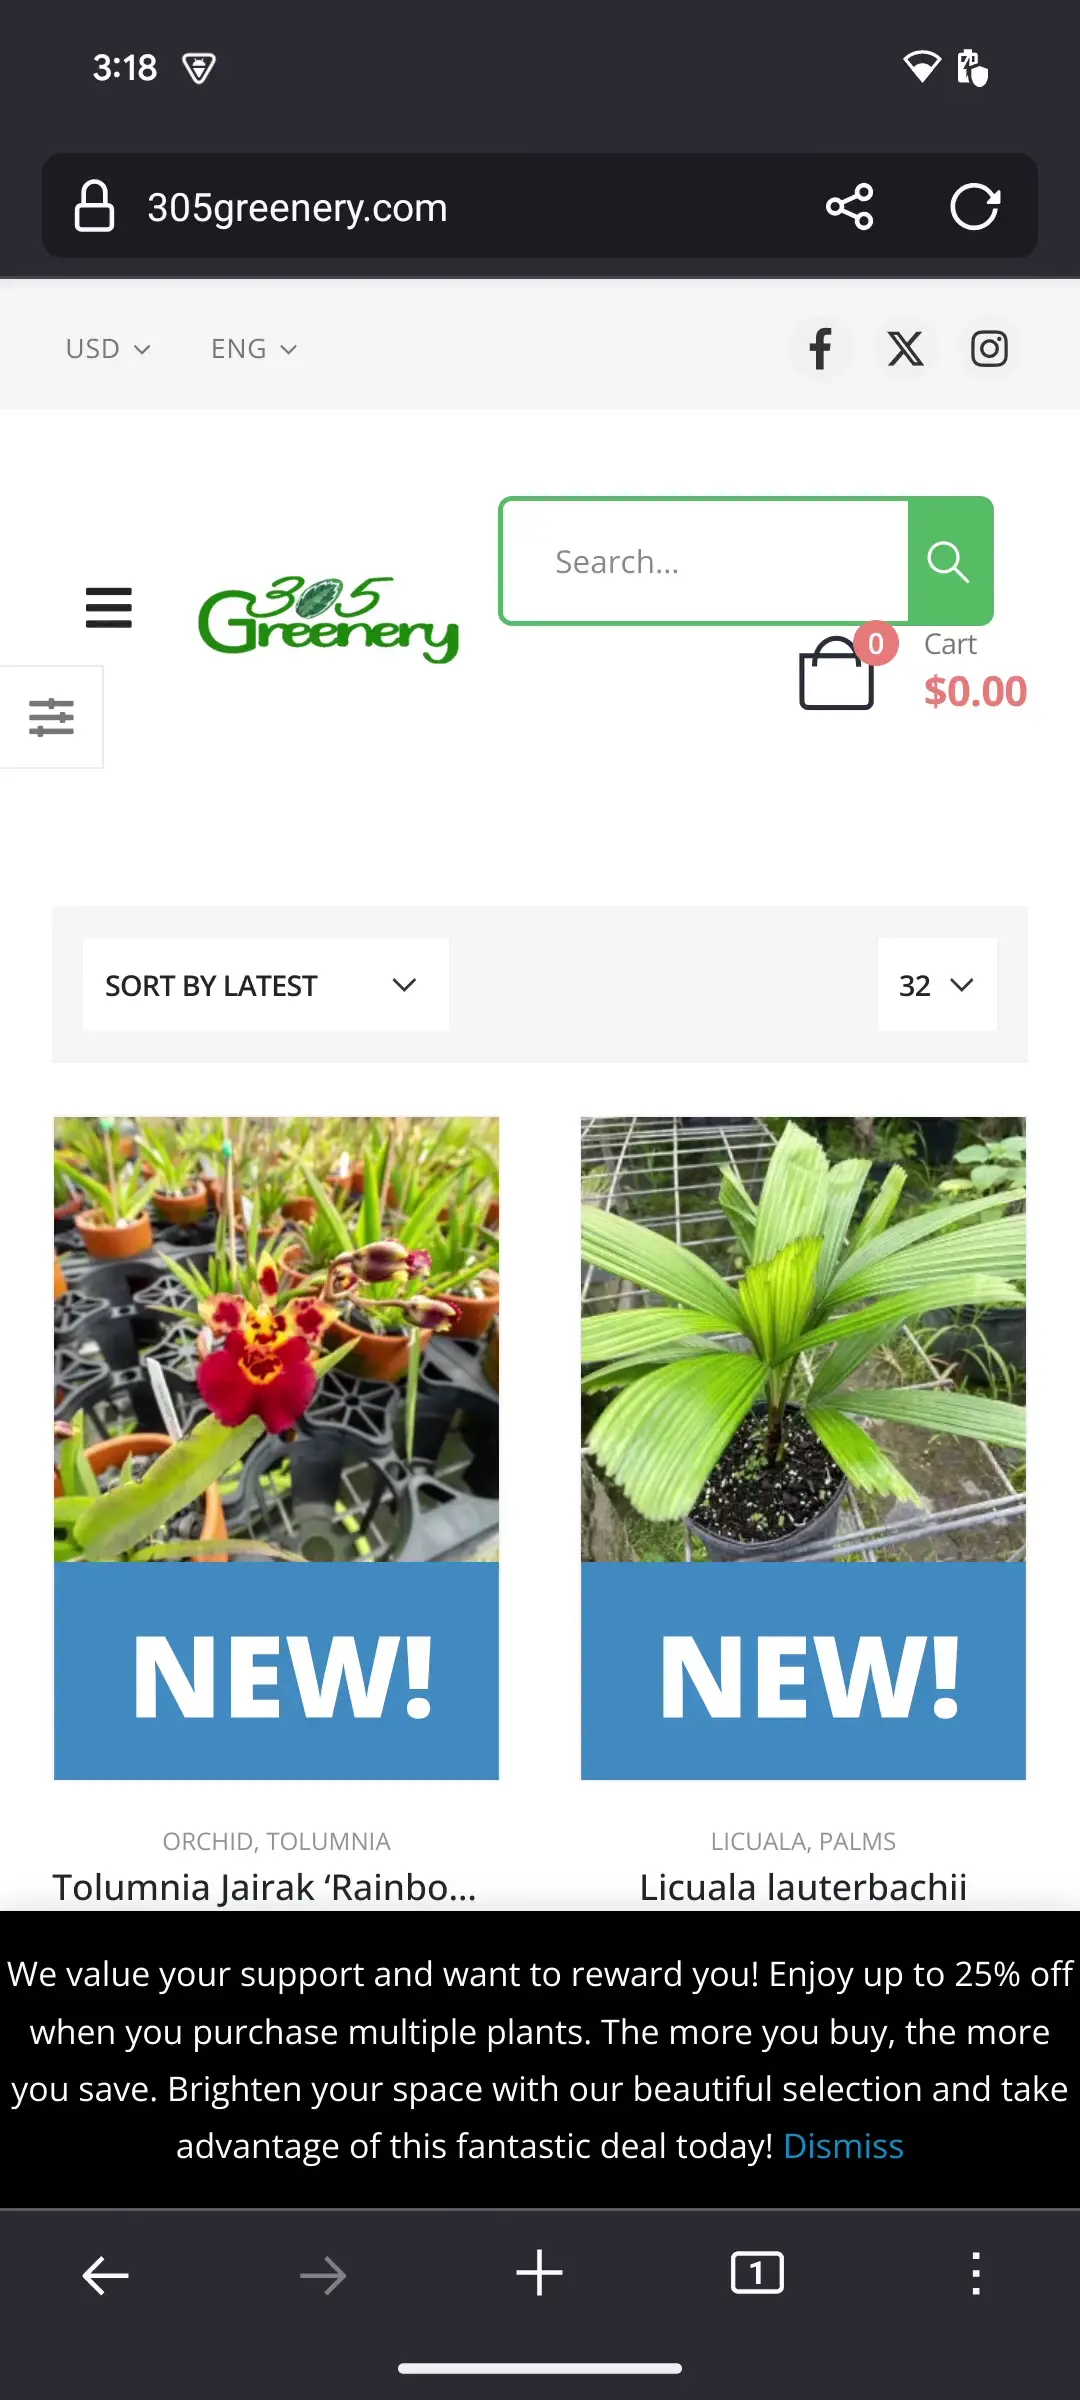 3:18
305greenery.com
USD
ENG
305
Greenery
Search...
0
Cart
$0.00
SORT BY LATEST
32
NEW!
NEW!
ORCHID, TOLUMNIA
Tolumnia Jairak ‘Rainbo...
LICUALA, PALMS
Licuala lauterbachii
We value your support and want to reward you! Enjoy up to 25% off
when you purchase multiple plants. The more you buy, the more
you save. Brighten your space with our beautiful selection and take
advantage of this fantastic deal today! Dismiss
1